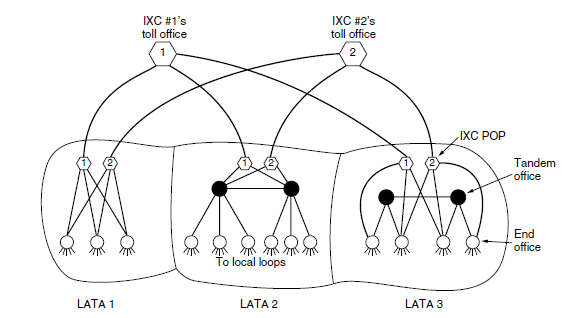 IXC #1's
toll office
IXC #2's
toll office
1
2
IXC POP
1
2
1
2
1
2
Tandem
office
End
office
To local loops
LATA 1
LATA 2
LATA 3